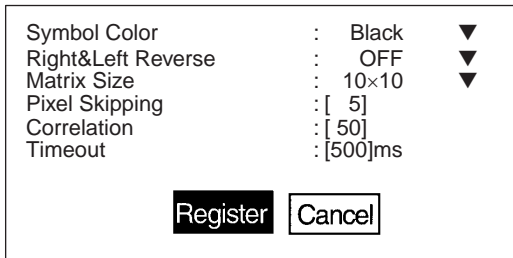 Symbol Color : Black ▼
Right&Left Reverse : OFF ▼
Matrix Size : 10×10 ▼
Pixel Skipping : [ 5]
Correlation : [ 50]
Timeout : [500]ms
Register Cancel